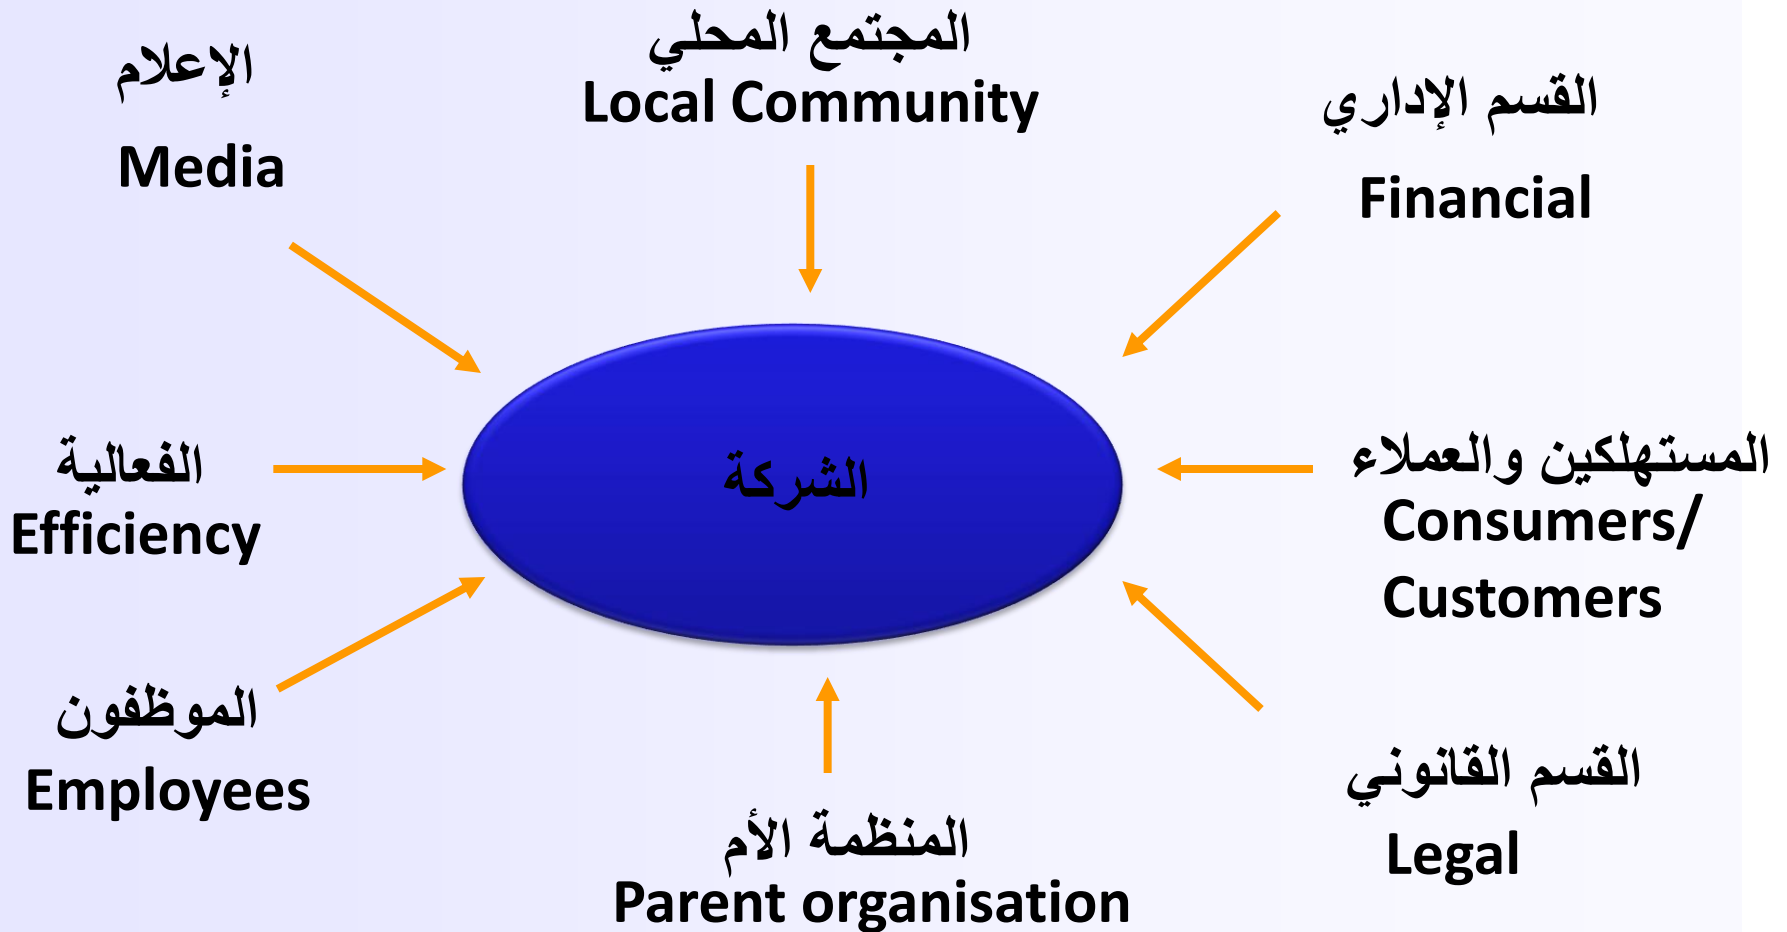 الإعلام
Media
المجتمع المحلي
Local Community
القسم الإداري
Financial
الفعالية
Efficiency
الشركة
المستهلكين والعملاء
Consumers/
Customers
الموظفون
Employees
المنظمة الأم
Parent organisation
القسم القانوني
Legal